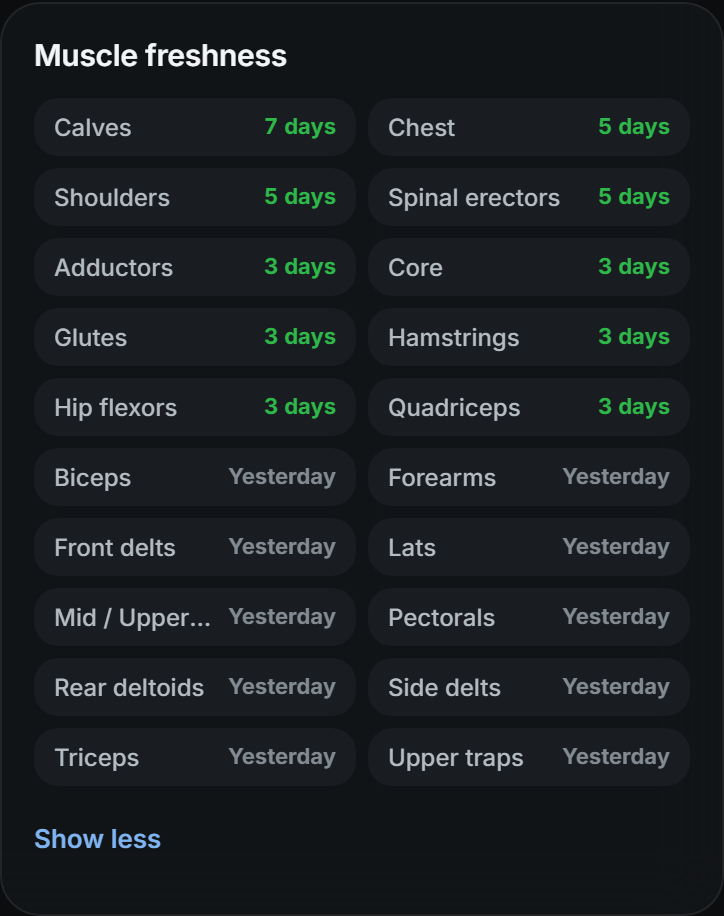 Muscle freshness
Calves 7 days
Chest 5 days
Shoulders 5 days
Spinal erectors 5 days
Adductors 3 days
Core 3 days
Glutes 3 days
Hamstrings 3 days
Hip flexors 3 days
Quadriceps 3 days
Biceps Yesterday
Forearms Yesterday
Front delts Yesterday
Lats Yesterday
Mid / Upper... Yesterday
Pectorals Yesterday
Rear deltoids Yesterday
Side delts Yesterday
Triceps Yesterday
Upper traps Yesterday
Show less